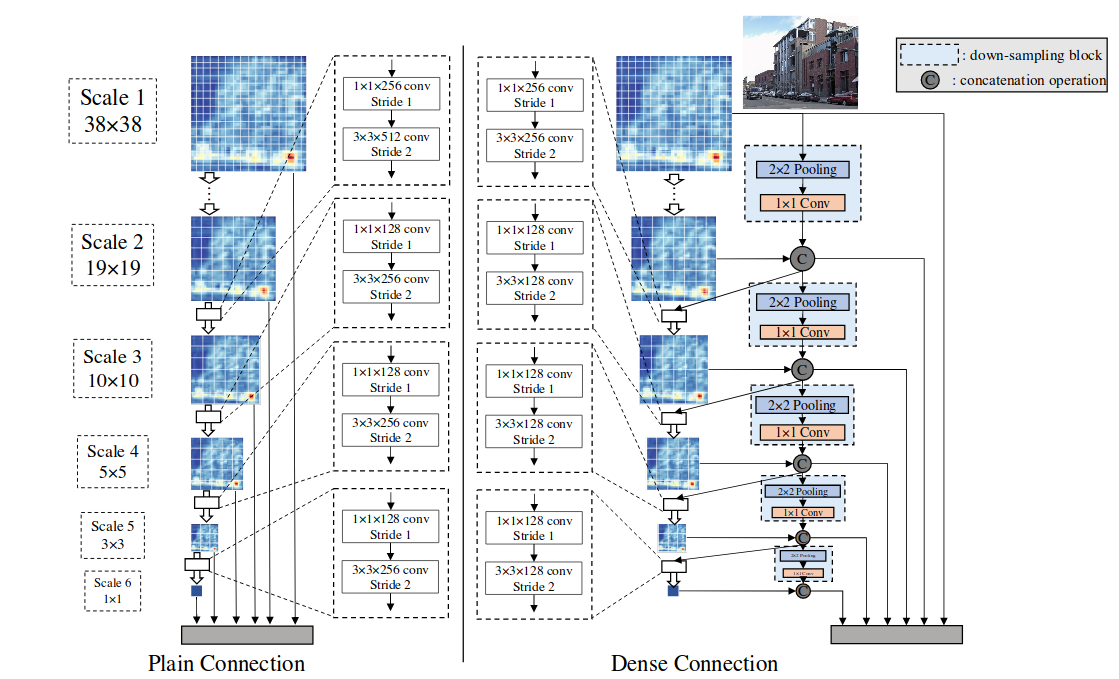 Scale 1
38×38
Scale 2
19×19
Scale 3
10×10
Scale 4
5×5
Scale 5
3×3
Scale 6
1×1
1×1×256 conv
Stride 1
3×3×512 conv
Stride 2
1×1×128 conv
Stride 1
3×3×256 conv
Stride 2
1×1×128 conv
Stride 1
3×3×256 conv
Stride 2
1×1×128 conv
Stride 1
3×3×256 conv
Stride 2
Plain Connection
1×1×256 conv
Stride 1
3×3×256 conv
Stride 2
1×1×128 conv
Stride 1
3×3×128 conv
Stride 2
1×1×128 conv
Stride 1
3×3×128 conv
Stride 2
1×1×128 conv
Stride 1
3×3×128 conv
Stride 2
2×2 Pooling
1×1 Conv
C
2×2 Pooling
1×1 Conv
C
2×2 Pooling
1×1 Conv
C
2×2 Pooling
1×1 Conv
C
2×2 Pooling
1×1 Conv
C
Dense Connection
: down-sampling block
C : concatenation operation